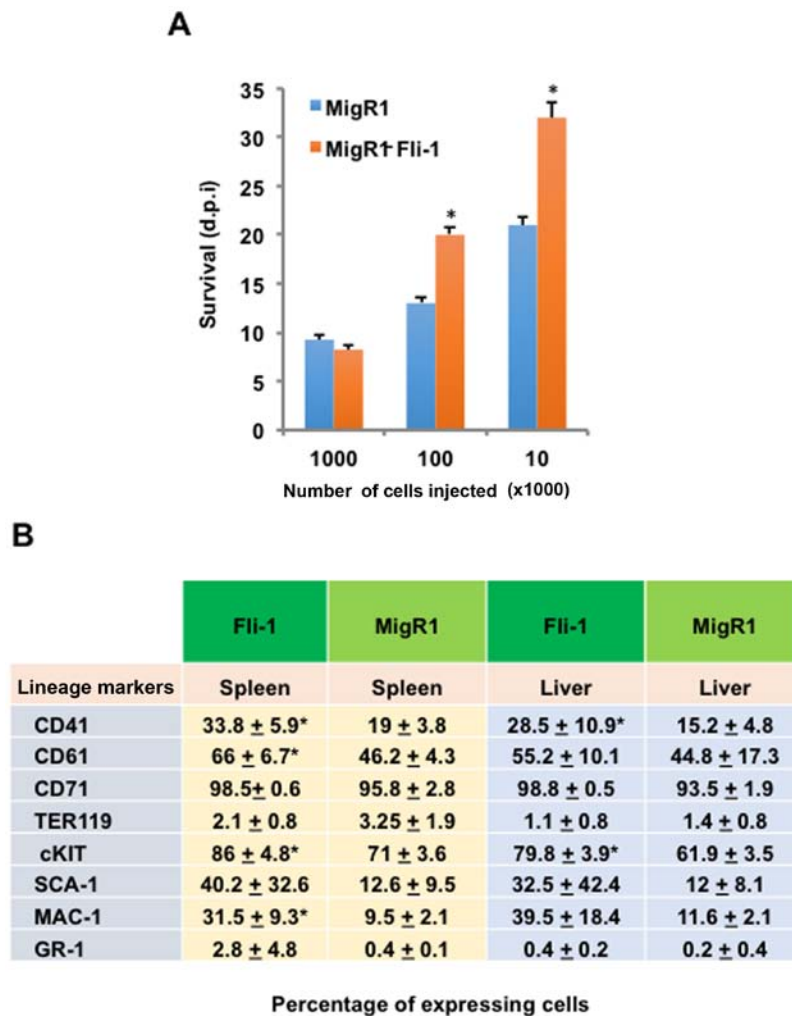 A
Survival (d.p.i)
35
30
25
20
15
10
5
0
MigR1
MigR1-Fli-1
*
*
1000 100 10
Number of cells injected (x1000)
B
Fli-1 MigR1 Fli-1 MigR1
Lineage markers Spleen Spleen Liver Liver
CD41 33.8 ± 5.9* 19 ± 3.8 28.5 ± 10.9* 15.2 ± 4.8
CD61 66 ± 6.7* 46.2 ± 4.3 55.2 ± 10.1 44.8 ± 17.3
CD71 98.5± 0.6 95.8 ± 2.8 98.8 ± 0.5 93.5 ± 1.9
TER119 2.1 ± 0.8 3.25 ± 1.9 1.1 ± 0.8 1.4 ± 0.8
cKIT 86 ± 4.8* 71 ± 3.6 79.8 ± 3.9* 61.9 ± 3.5
SCA-1 40.2 ± 32.6 12.6 ± 9.5 32.5 ± 42.4 12 ± 8.1
MAC-1 31.5 ± 9.3* 9.5 ± 2.1 39.5 ± 18.4 11.6 ± 2.1
GR-1 2.8 ± 4.8 0.4 ± 0.1 0.4 ± 0.2 0.2 ± 0.4
Percentage of expressing cells